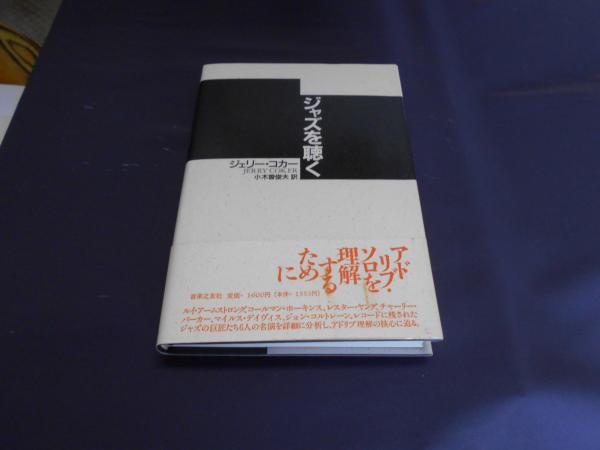 ジャズを聴く
ジェリー・コカー
JERRY COKER
小木曽俊夫 訳
アド
リブ・
ソロを
理解
する
ため
に
音楽之友社 定価= 1600円 (本体= 1553円)
ルイ・アームストロング、コールマン・ホーキンス、レスター・ヤング、チャーリー・
パーカー、マイルス・デイヴィス、ジョン・コルトレーン。レコードに残された
ジャズの巨匠たち6人の名演を詳細に分析し、アドリブ理解の核心に迫る。